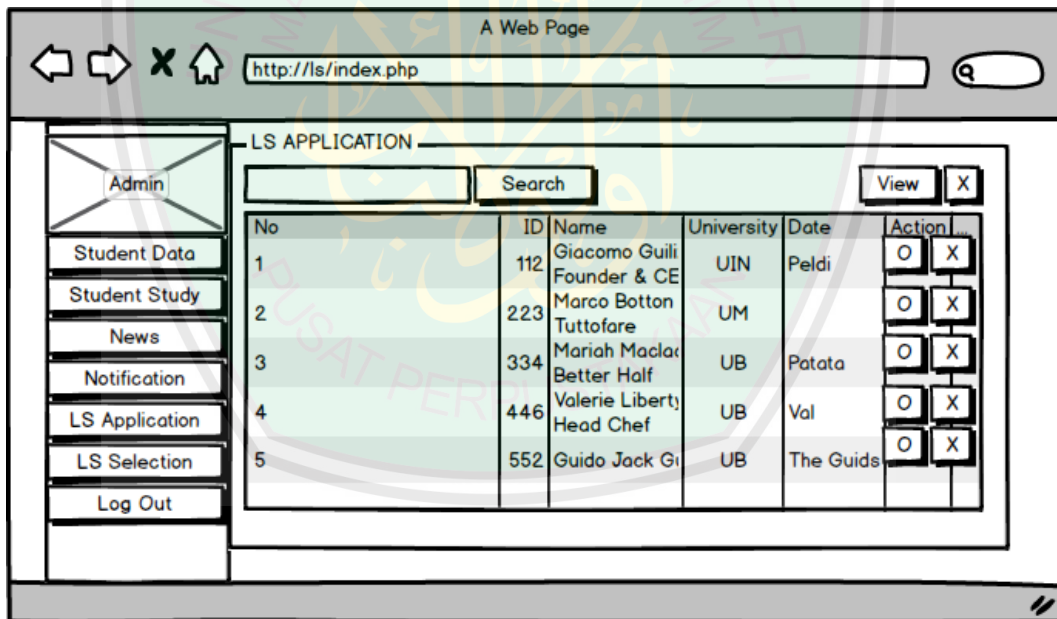 A Web Page
X
http://ls/index.php
Admin
Student Data
Student Study
News
Notification
LS Application
LS Selection
Log Out
LS APPLICATION
Search View X
No ID Name University Date Action ...
1 112 Giacomo Guili UIN Peldi O X
Founder & CE
2 223 Marco Botton UM O X
Tuttofare
3 334 Mariah Maclac UB Patata O X
Better Half
4 446 Valerie Liberty UB Val O X
Head Chef
5 552 Guido Jack Gu UB The Guids O X
PUSAT